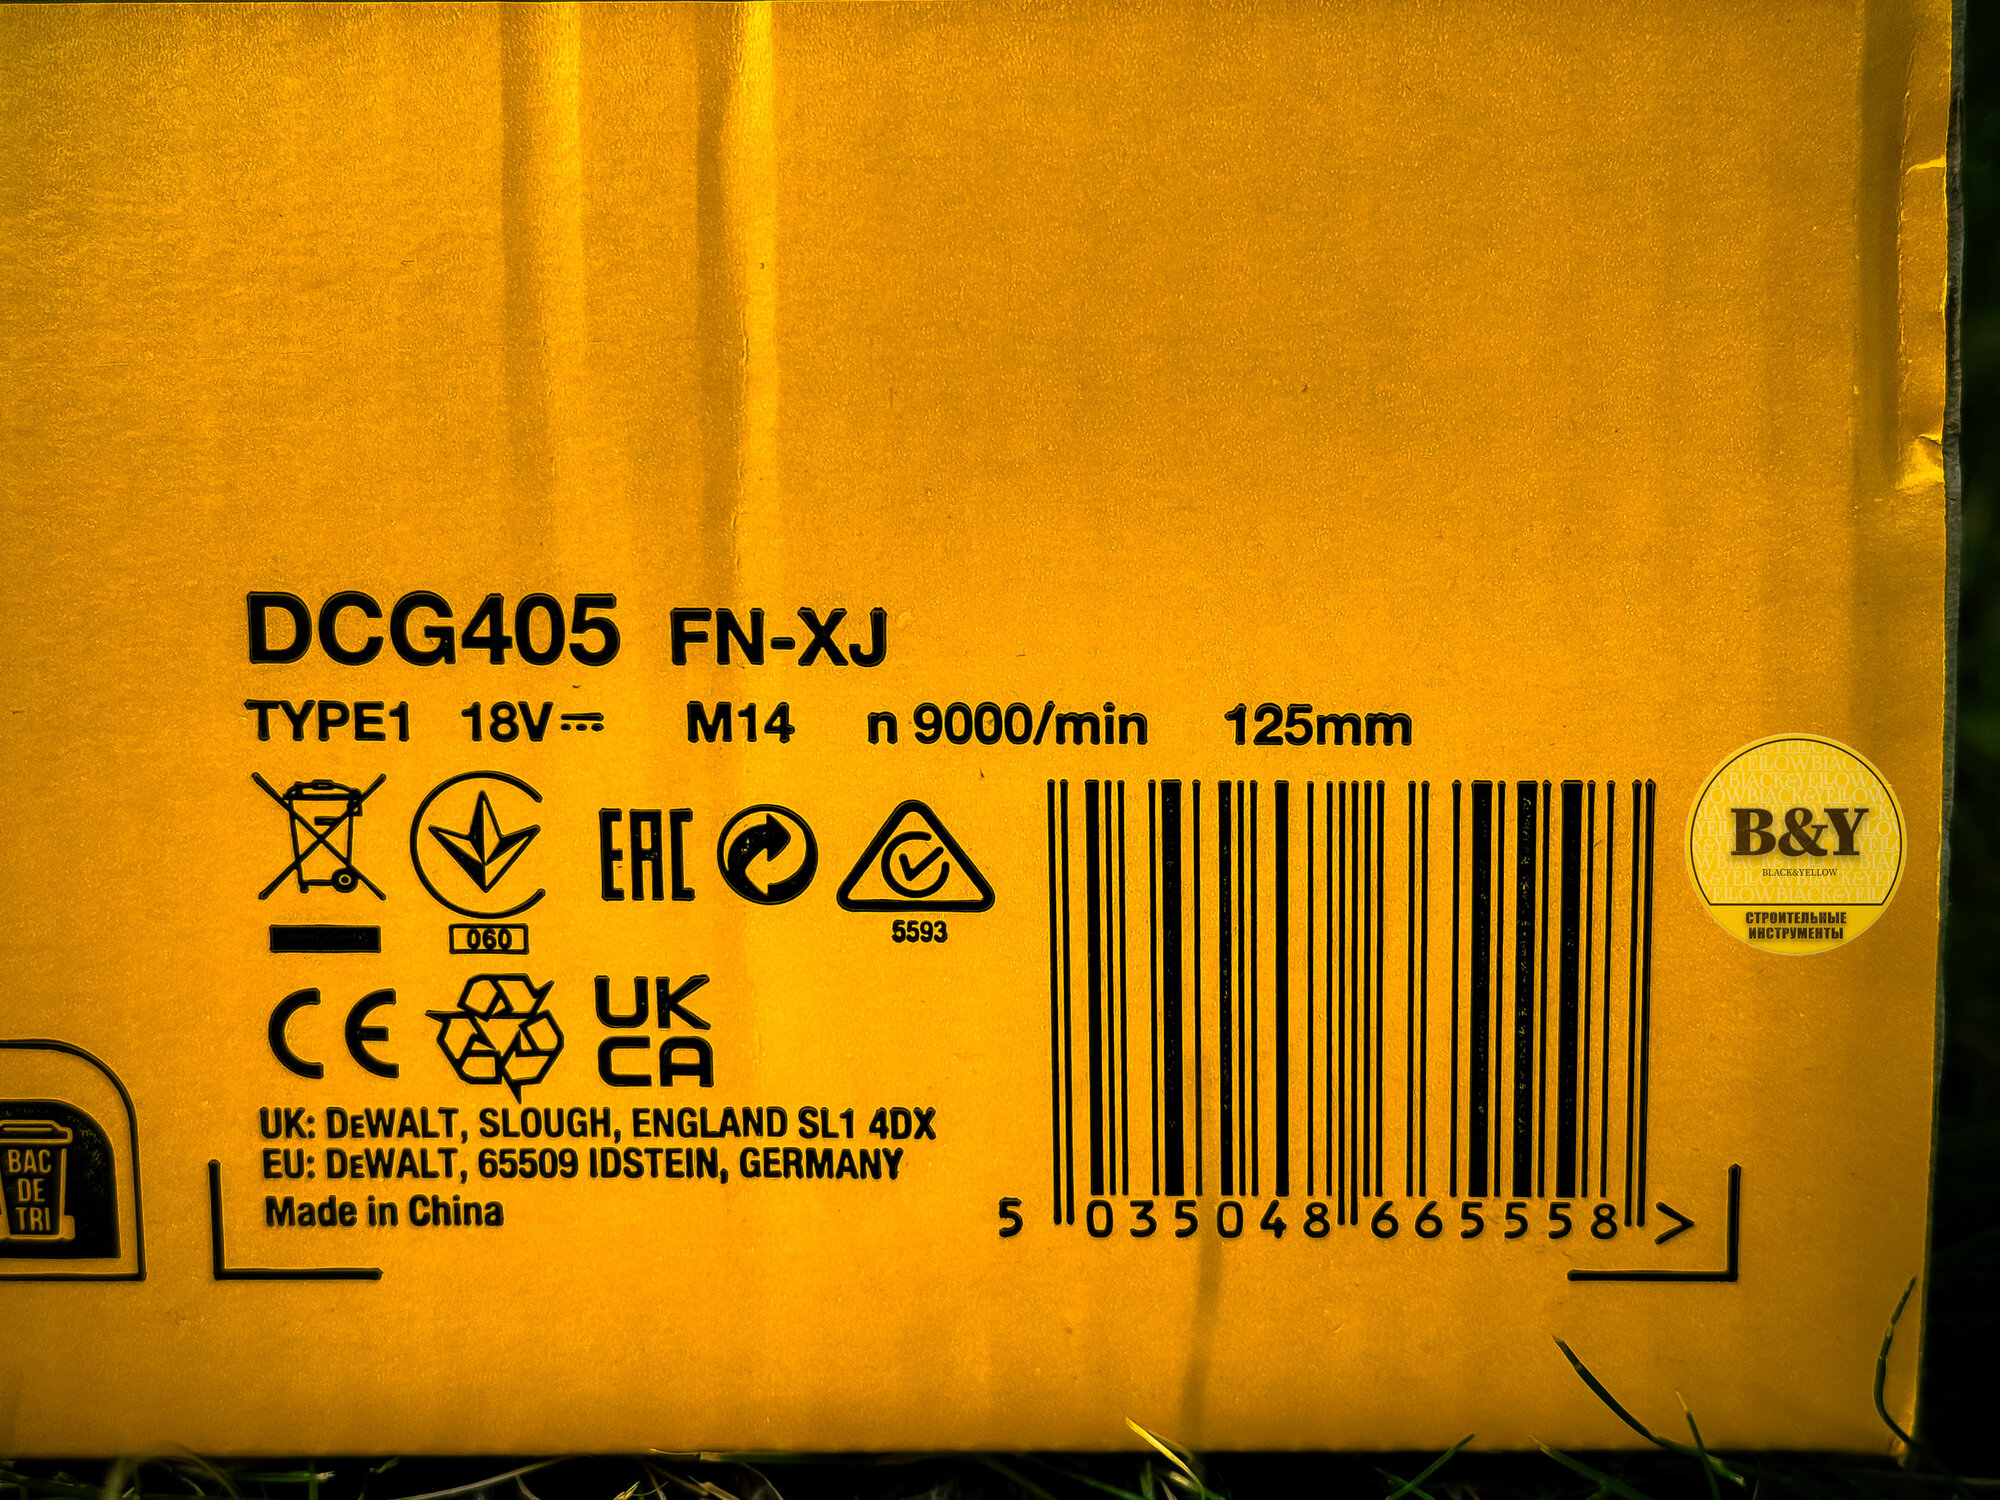 DCG405 FN-XJ
TYPE1 18V M14 n 9000/min 125mm
EAC
060
5593
CE
UK
CA
UK: DEWALT, SLOUGH, ENGLAND SL1 4DX
EU: DEWALT, 65509 IDSTEIN, GERMANY
Made in China
5 035048 665558 >
BAC
DE
TRI
B&Y
BLACK&YELLOW
СТРОИТЕЛЬНЫЕ
ИНСТРУМЕНТЫ